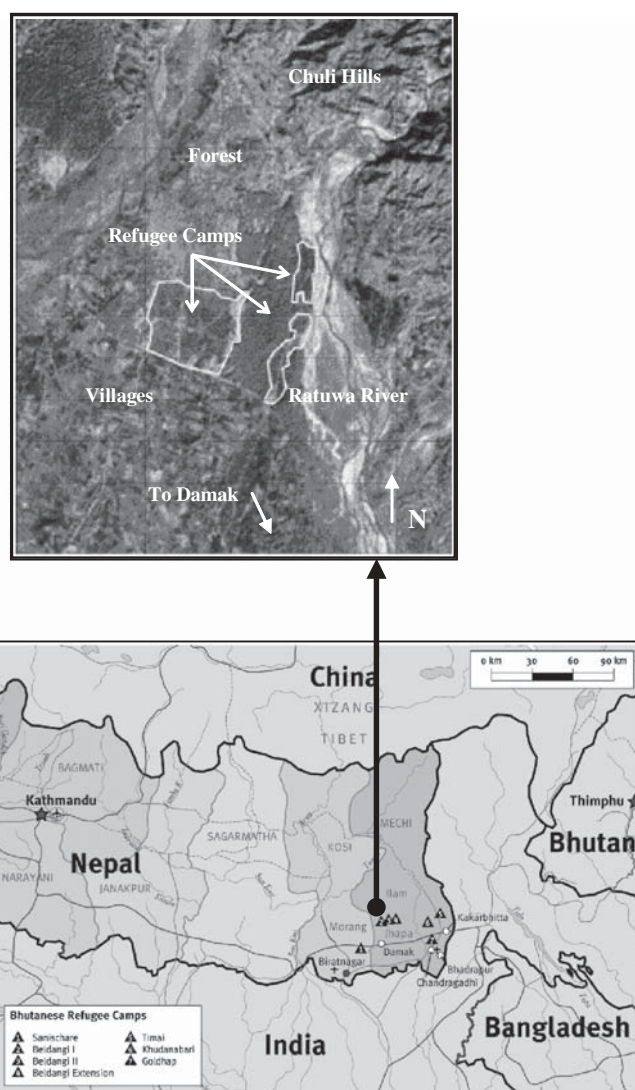 Chuli Hills
Forest
Refugee Camps
Villages
Ratuwa River
To Damak
N
China
0 km 30 60 90 km
XIZANG
TIBET
BAGMATI
Kathmandu
Thimphu
MECHI
SAGARMATHA
KOSI
Bhutan
Nepal
NARAYANI
JANAKPUR
Ilam
Morang
Jhapa
Kakarbhitta
Damak
Biratnagar
Bhadrapur
Chandragadhi
Bhutanese Refugee Camps
Sanischare
Timai
Beldangi I
Khudanabari
Beldangi II
Goldhap
Beldangi Extension
India
Bangladesh